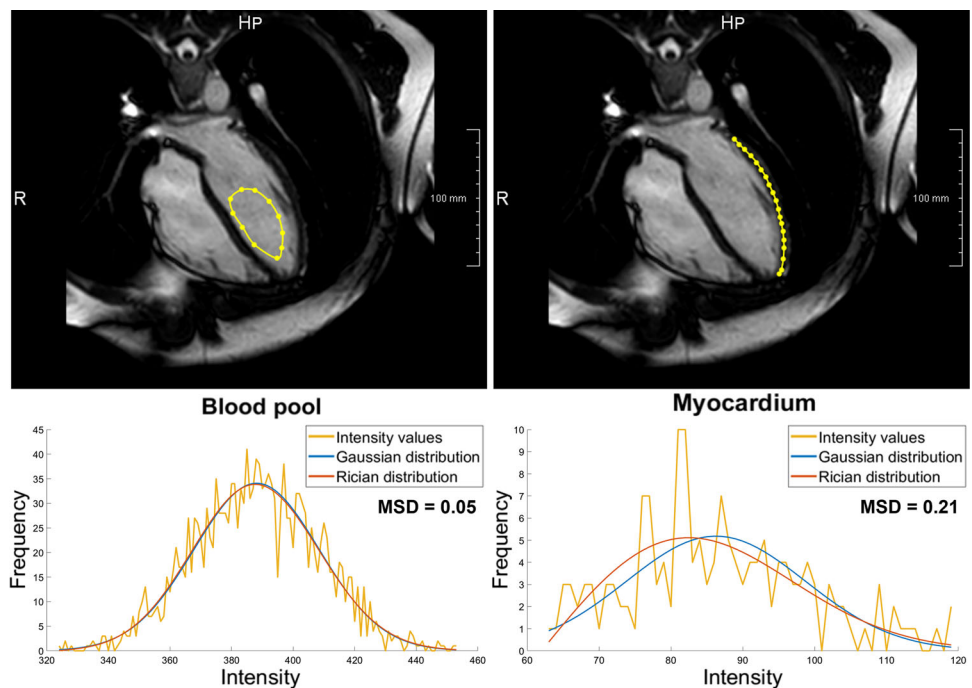 HP
HP
R
R
100 mm
100 mm
Blood pool
Myocardium
45
40
35
30
25
20
15
10
5
0
Frequency
Intensity values
Gaussian distribution
Rician distribution
MSD = 0.05
320
340
360
380
400
420
440
460
Intensity
10
9
8
7
6
5
4
3
2
1
0
Frequency
Intensity values
Gaussian distribution
Rician distribution
MSD = 0.21
60
70
80
90
100
110
120
Intensity